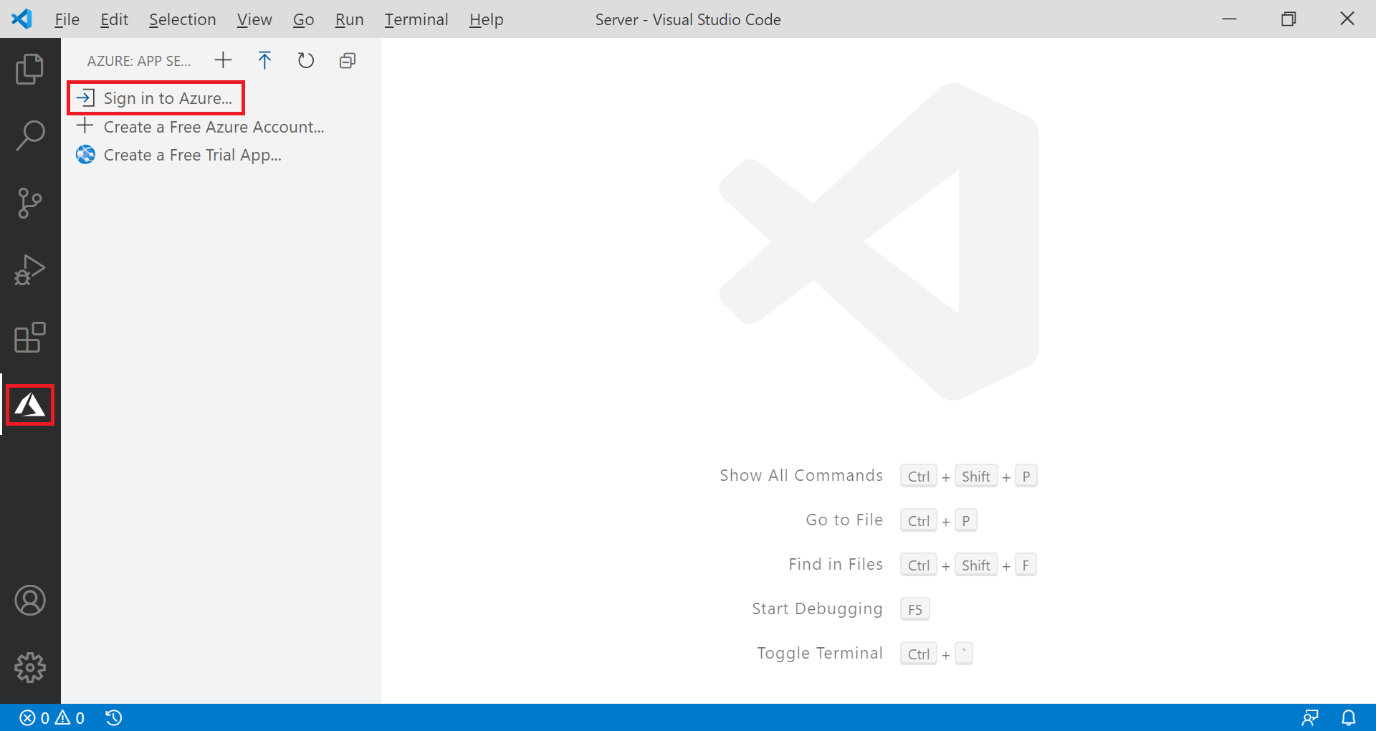 File Edit Selection View Go Run Terminal Help Server - Visual Studio Code
AZURE: APP SE...
Sign in to Azure...
Create a Free Azure Account...
Create a Free Trial App...
Show All Commands Ctrl + Shift + P
Go to File Ctrl + P
Find in Files Ctrl + Shift + F
Start Debugging F5
Toggle Terminal Ctrl + `
0 0